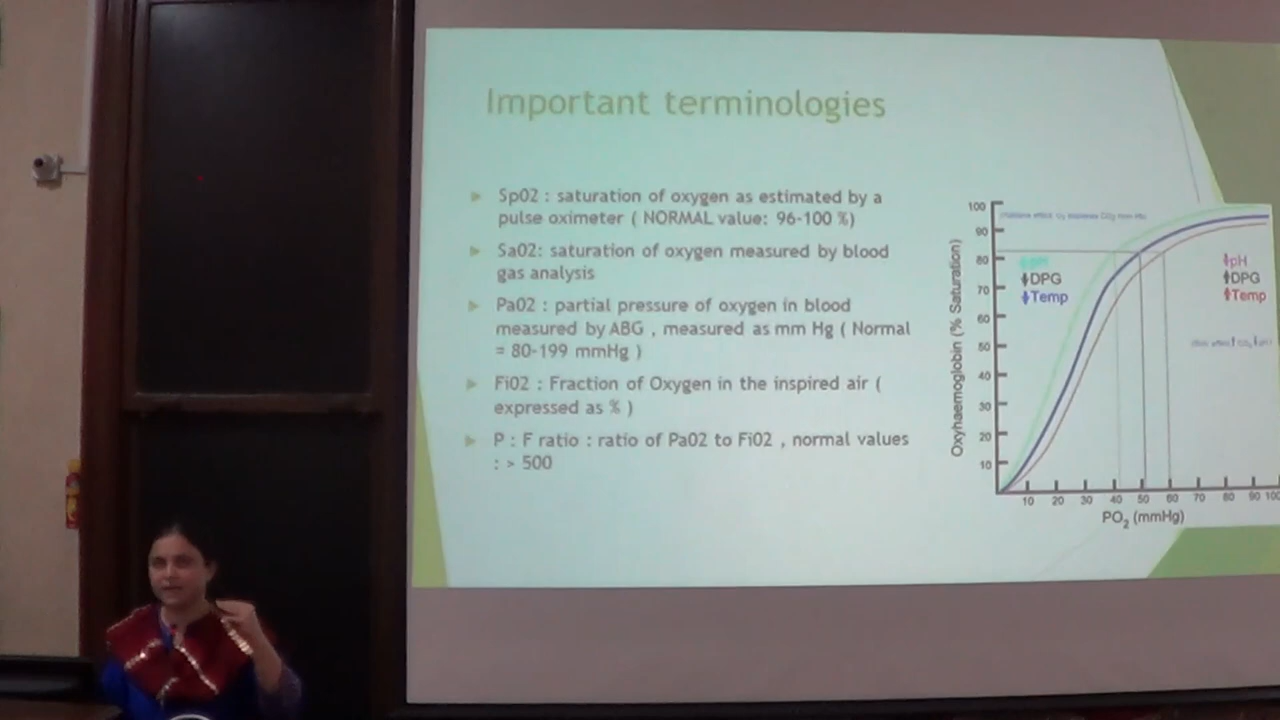 Important terminologies
Sp02 : saturation of oxygen as estimated by a
pulse oximeter ( NORMAL value: 96-100 %)
Sa02: saturation of oxygen measured by blood
gas analysis
Pa02 : partial pressure of oxygen in blood
measured by ABG , measured as mm Hg ( Normal
= 80-199 mmHg )
Fi02 : Fraction of Oxygen in the inspired air (
expressed as % )
P : F ratio : ratio of Pa02 to Fi02 , normal values
: > 500
Oxyhaemoglobin (% Saturation)
100
90
80
70
60
50
40
30
20
10
pH
↓DPG
↓Temp
↓pH
↑DPG
↑Temp
10 20 30 40 50 60 70 80 90 100
PO₂ (mmHg)